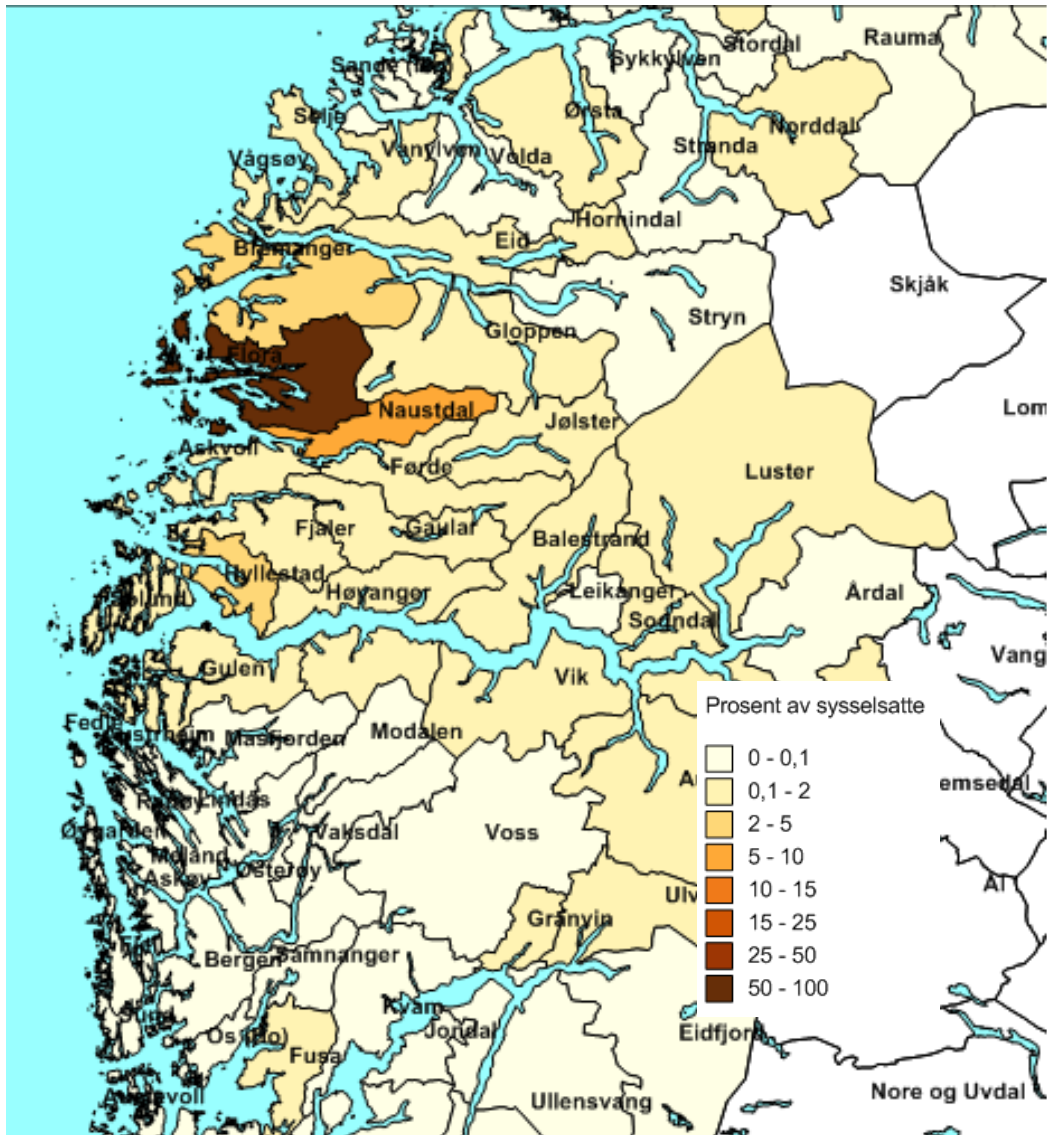 Rauma
Stordal
Sykkylven
Ørsta
Norddal
Selje
Vanylven
Volda
Stranda
Vågsøy
Hornindal
Eid
Bremanger
Skjåk
Stryn
Gloppen
Flora
Naustdal
Lom
Jølster
Askvoll
Førde
Luster
Fjaler
Gaular
Balestrand
Hyllestad
Høyanger
Leikanger
Årdal
Sogndal
Gulen
Vik
Vang
Prosent av sysselsatte
0 - 0,1
0,1 - 2
2 - 5
5 - 10
10 - 15
15 - 25
25 - 50
50 - 100
Masfjorden
Modalen
emsedal
Lindås
Vaksdal
Voss
Øygarden
Meland
Askøy
Osterøy
Ål
Ulv
Granvin
Bergen
Samnanger
Kvam
Jondal
Eidfjord
Os (Ho)
Fusa
Ullensvang
Nore og Uvdal